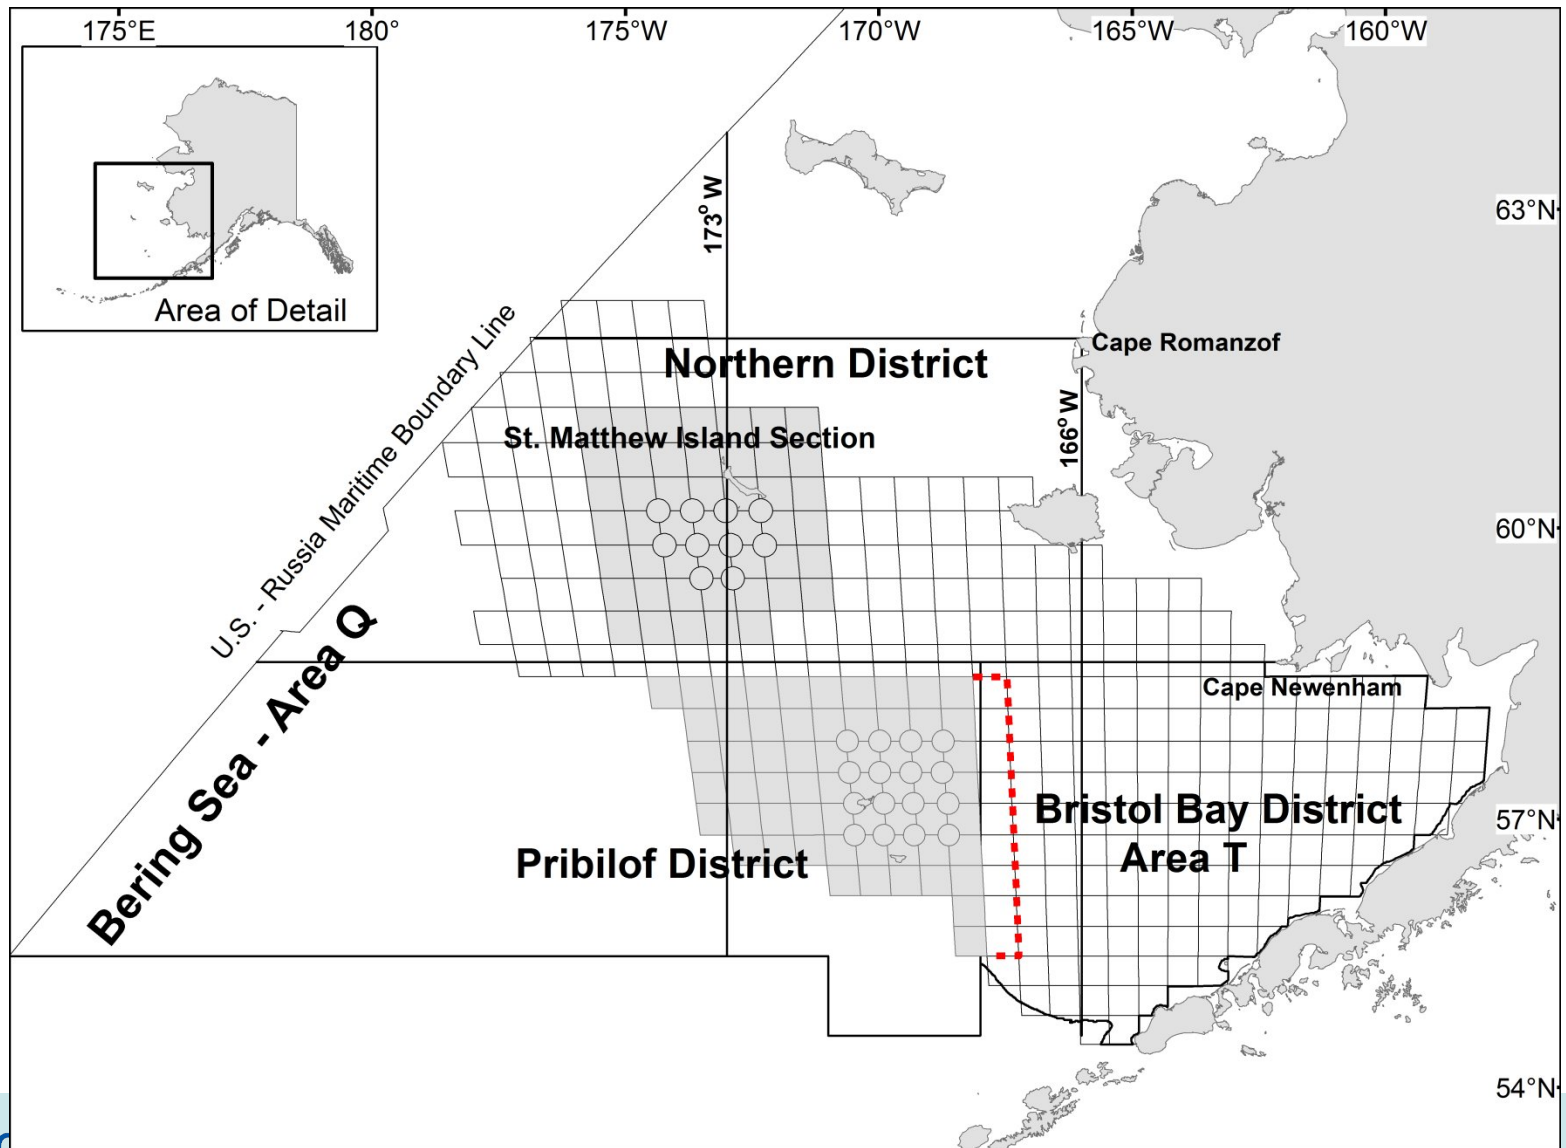 175°E
180°
175°W
170°W
165°W
160°W
Area of Detail
173° W
63°N
U.S. - Russia Maritime Boundary Line
Northern District
Cape Romanzof
St. Matthew Island Section
166° W
60°N
Bering Sea - Area Q
Cape Newenham
Bristol Bay District
Area T
57°N
Pribilof District
54°N